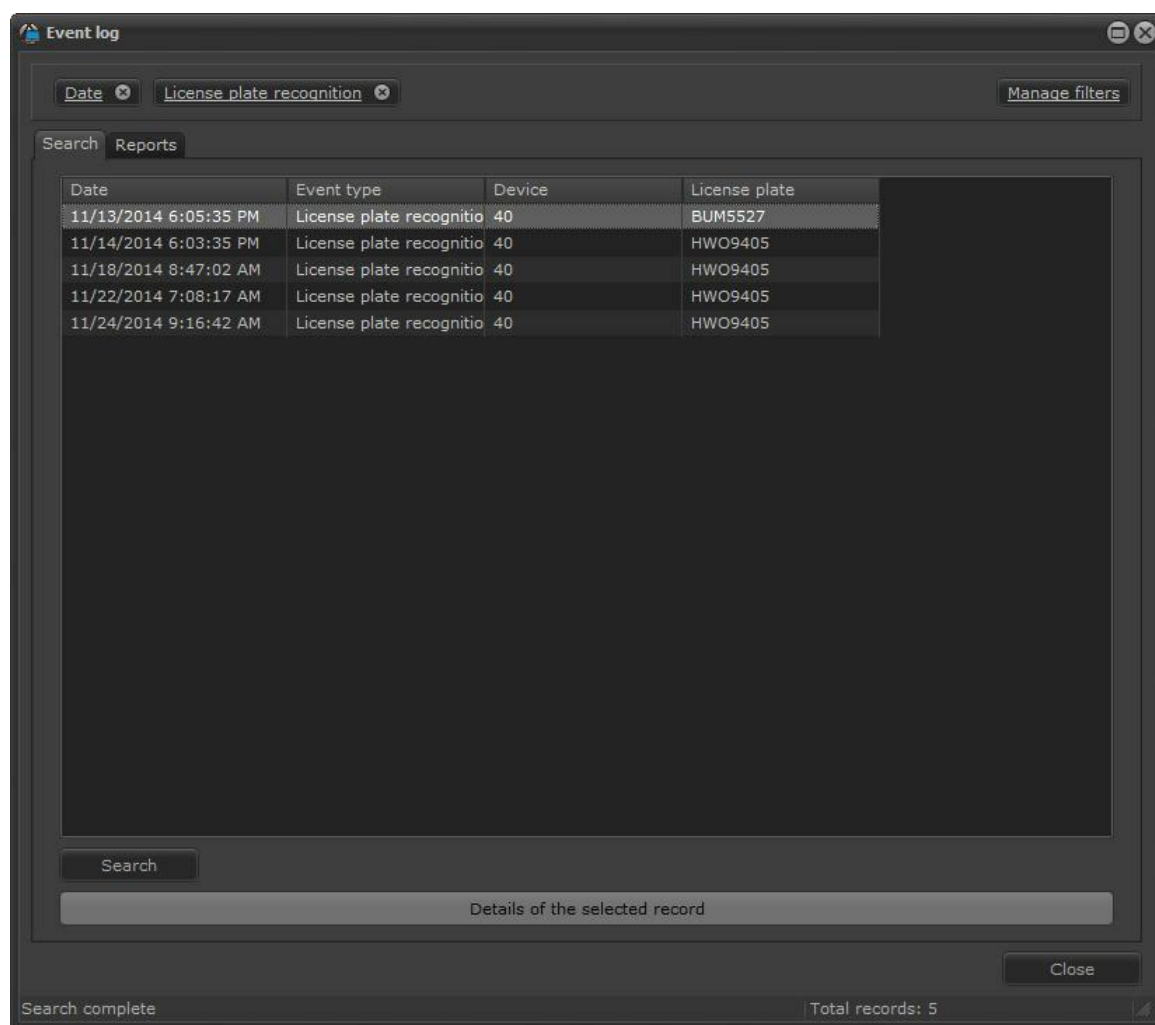 Event log
Date License plate recognition Manage filters
Search Reports
Date Event type Device License plate
11/13/2014 6:05:35 PM License plate recognitio 40 BUM5527
11/14/2014 6:03:35 PM License plate recognitio 40 HWO9405
11/18/2014 8:47:02 AM License plate recognitio 40 HWO9405
11/22/2014 7:08:17 AM License plate recognitio 40 HWO9405
11/24/2014 9:16:42 AM License plate recognitio 40 HWO9405
Search
Details of the selected record
Close
Search complete Total records: 5